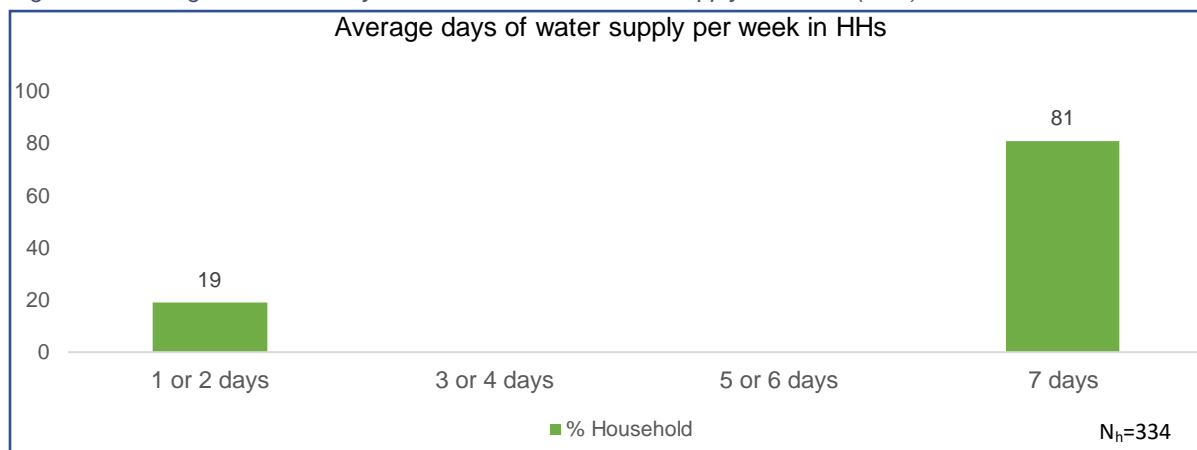 Average days of water supply per week in HHs
100
80
60
40
20
0
19
81
1 or 2 days
3 or 4 days
5 or 6 days
7 days
% Household
Nₕ=334